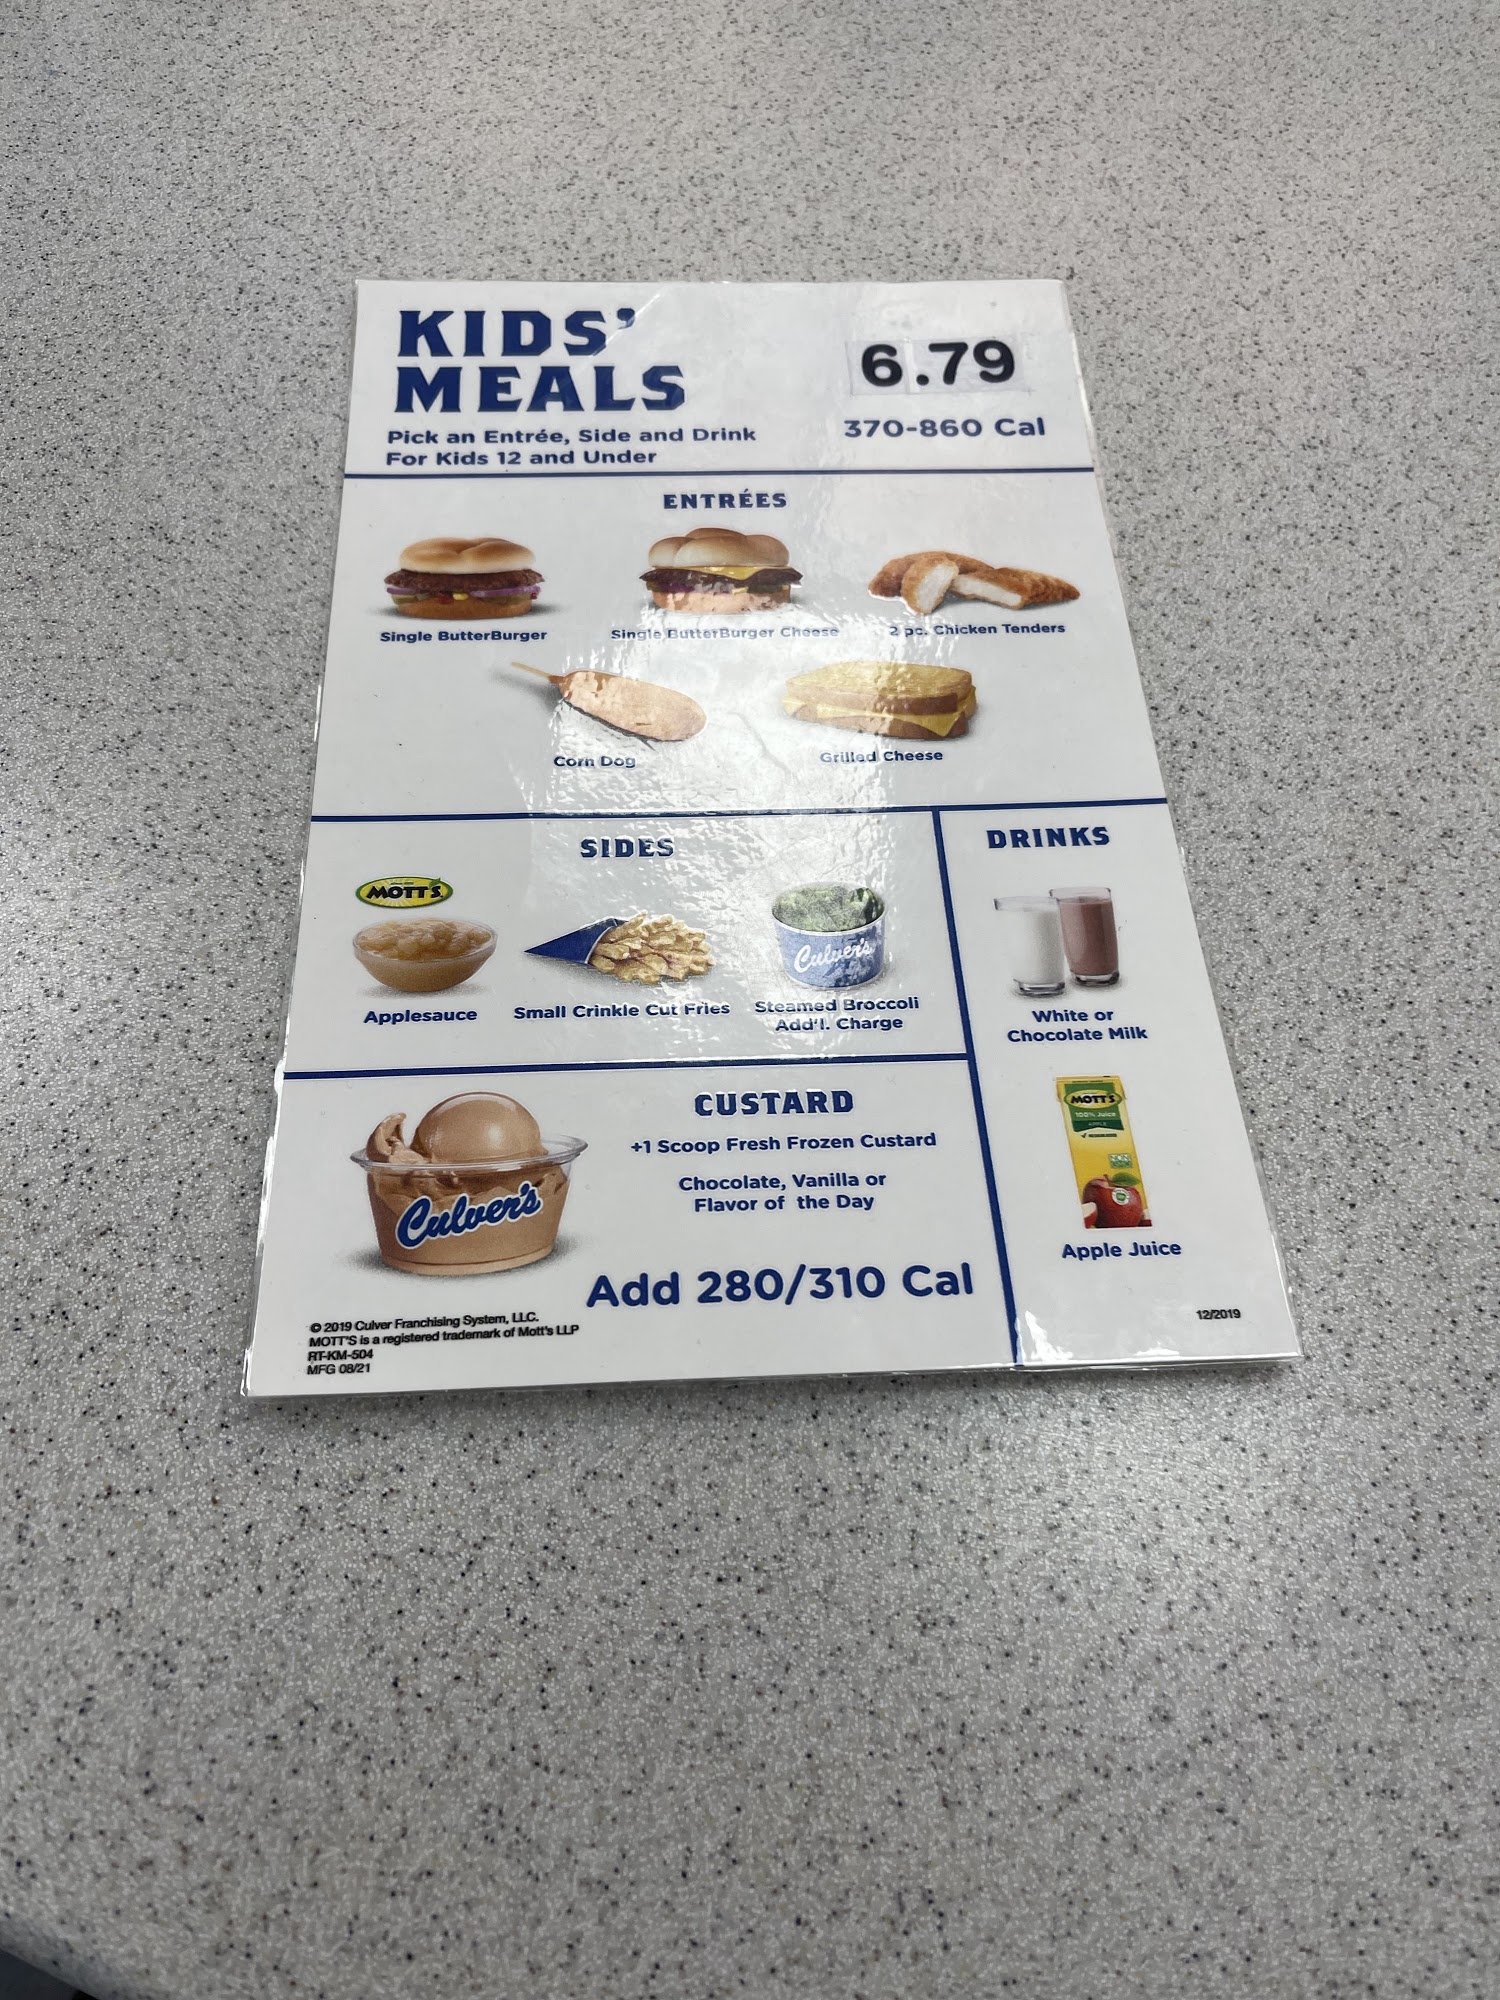 KIDS'
MEALS
6.79
370-860 Cal
Pick an Entrée, Side and Drink
For Kids 12 and Under
ENTRÉES
Single ButterBurger
Single ButterBurger Cheese
2 pc. Chicken Tenders
Corn Dog
Grilled Cheese
SIDES
MOTT'S
Applesauce
Small Crinkle Cut Fries
Culver's
Steamed Broccoli
Add'l. Charge
DRINKS
White or
Chocolate Milk
MOTT'S
100% Juice
APPLE
Apple Juice
CUSTARD
+1 Scoop Fresh Frozen Custard
Chocolate, Vanilla or
Flavor of the Day
Culver's
Add 280/310 Cal
© 2019 Culver Franchising System, LLC.
MOTT'S is a registered trademark of Mott's LLP
RT-KM-504
MFG 08/21
12/2019